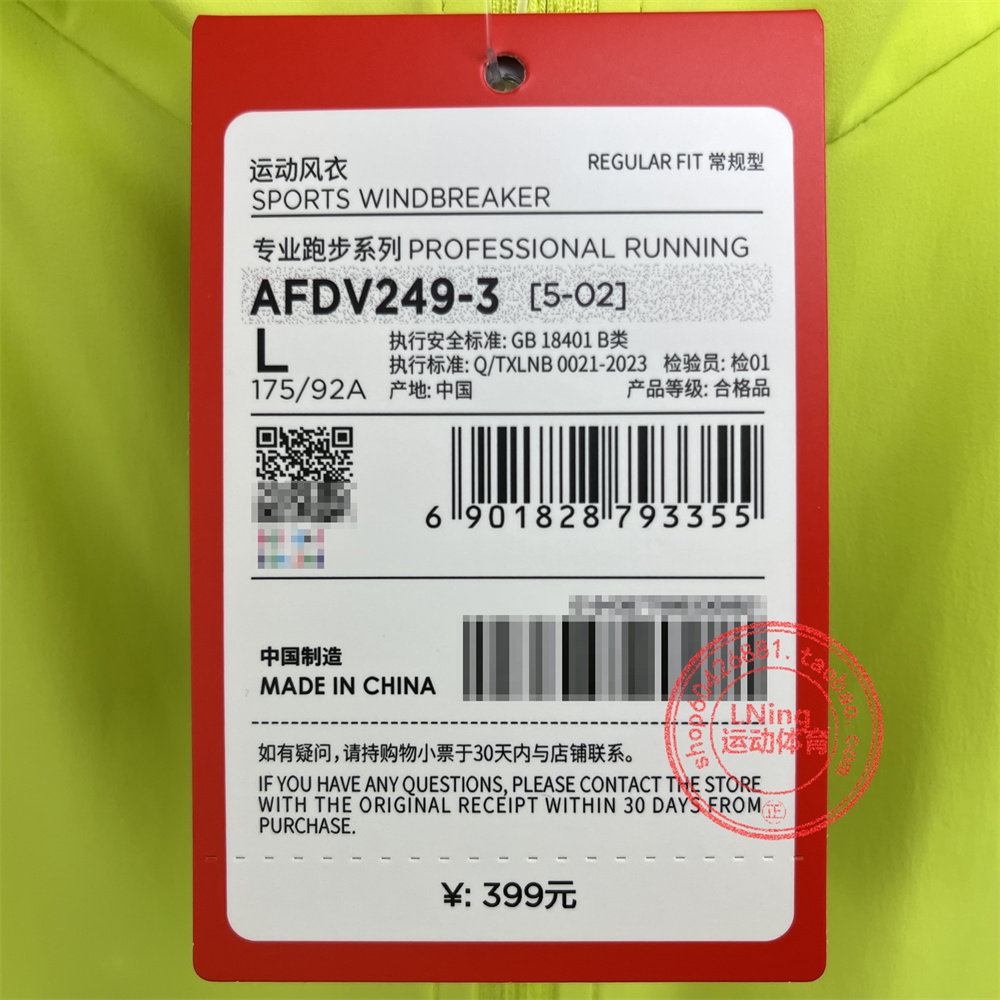 运动风衣
REGULAR FIT 常规型
SPORTS WINDBREAKER
专业跑步系列 PROFESSIONAL RUNNING
AFDV249-3 [5-02]
L
执行安全标准: GB 18401 B类
执行标准: Q/TXLNB 0021-2023 检验员: 检01
175/92A
产地: 中国 产品等级: 合格品
6 901828 793355
中国制造
MADE IN CHINA
shop60426881.taobao.com
LNing
运动体育
正
如有疑问，请持购物小票于30天内与店铺联系。
IF YOU HAVE ANY QUESTIONS, PLEASE CONTACT THE STORE
WITH THE ORIGINAL RECEIPT WITHIN 30 DAYS FROM
PURCHASE.
¥: 399元